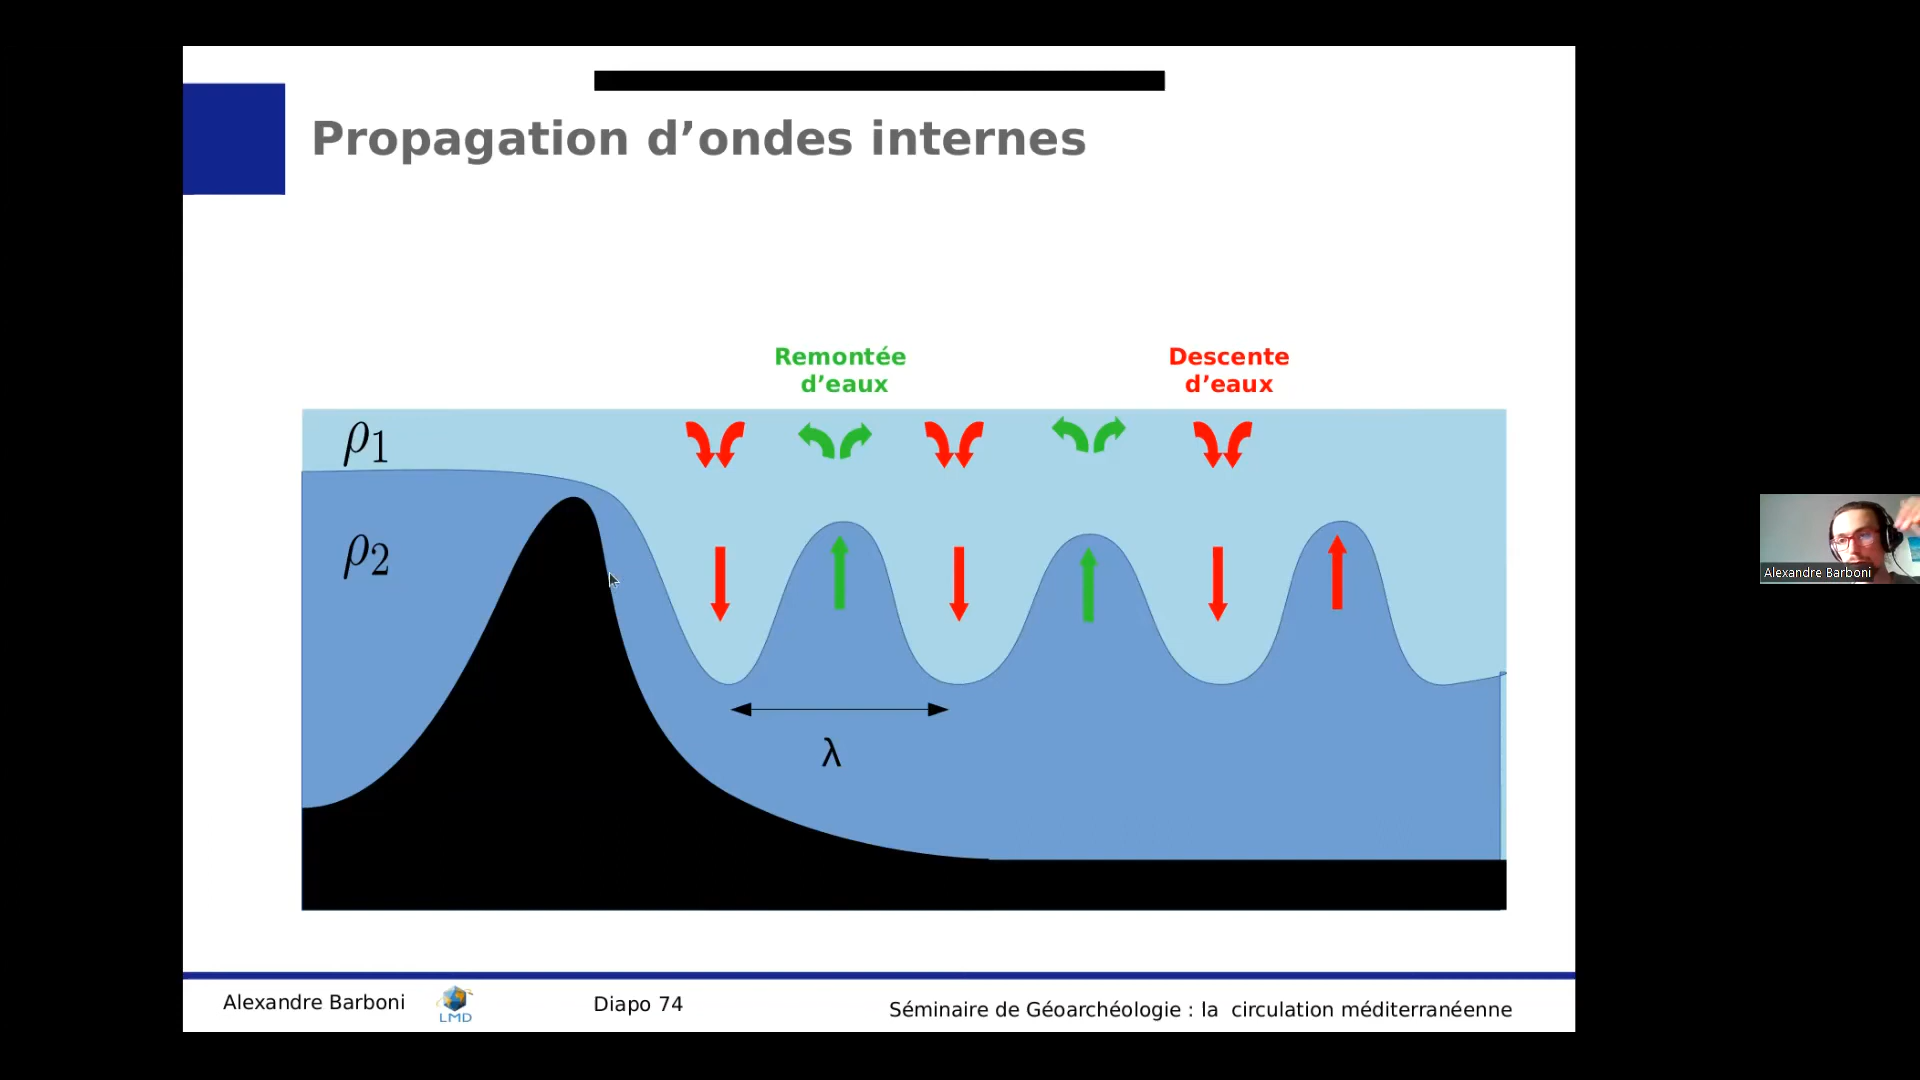 Propagation d’ondes internes
Remontée
d’eaux
Descente
d’eaux
ρ1
ρ2
λ
Alexandre Barboni
Alexandre Barboni
LMD
Diapo 74
Séminaire de Géoarchéologie : la circulation méditerranéenne